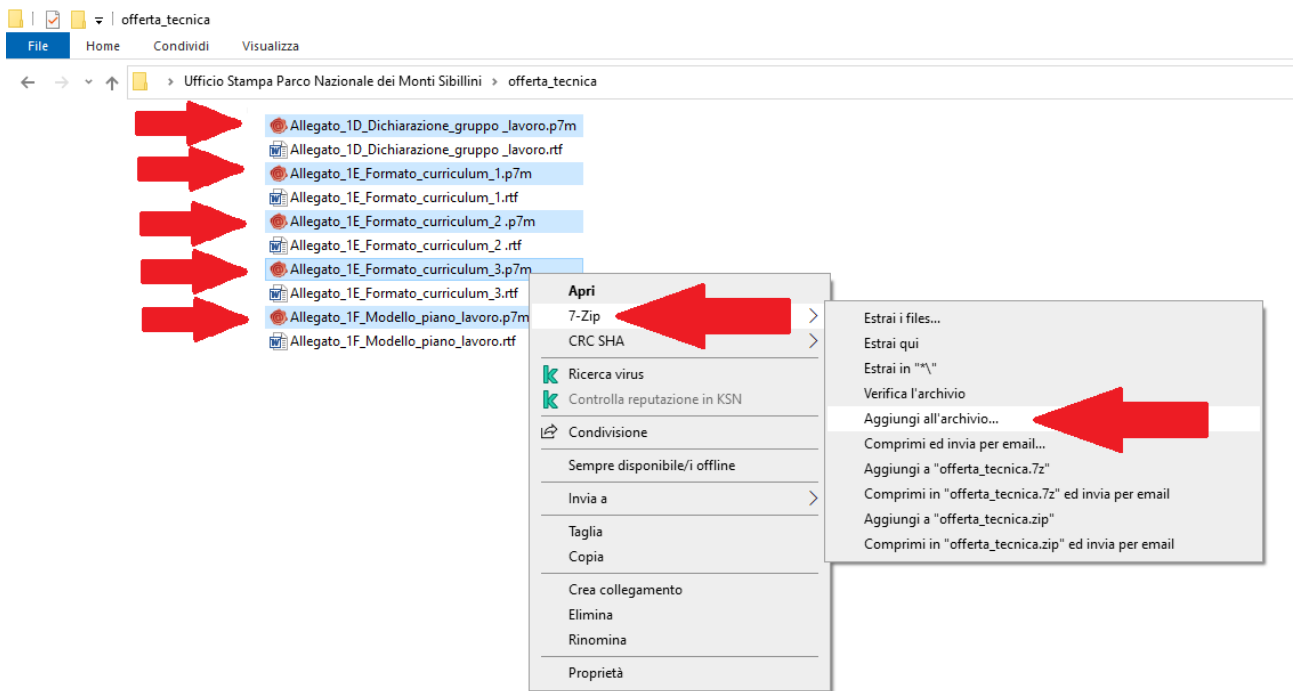 offerta_tecnica
File Home Condividi Visualizza
Ufficio Stampa Parco Nazionale dei Monti Sibillini > offerta_tecnica
Allegato_1D_Dichiarazione_gruppo _lavoro.p7m
Allegato_1D_Dichiarazione_gruppo _lavoro.rtf
Allegato_1E_Formato_curriculum_1.p7m
Allegato_1E_Formato_curriculum_1.rtf
Allegato_1E_Formato_curriculum_2 .p7m
Allegato_1E_Formato_curriculum_2 .rtf
Allegato_1E_Formato_curriculum_3.p7m
Allegato_1E_Formato_curriculum_3.rtf
Allegato_1F_Modello_piano_lavoro.p7m
Allegato_1F_Modello_piano_lavoro.rtf
Apri
7-Zip
CRC SHA
Ricerca virus
Controlla reputazione in KSN
Condivisione
Sempre disponibile/i offline
Invia a
Taglia
Copia
Crea collegamento
Elimina
Rinomina
Proprietà
Estrai i files...
Estrai qui
Estrai in "*\"
Verifica l'archivio
Aggiungi all'archivio...
Comprimi ed invia per email...
Aggiungi a "offerta_tecnica.7z"
Comprimi in "offerta_tecnica.7z" ed invia per email
Aggiungi a "offerta_tecnica.zip"
Comprimi in "offerta_tecnica.zip" ed invia per email